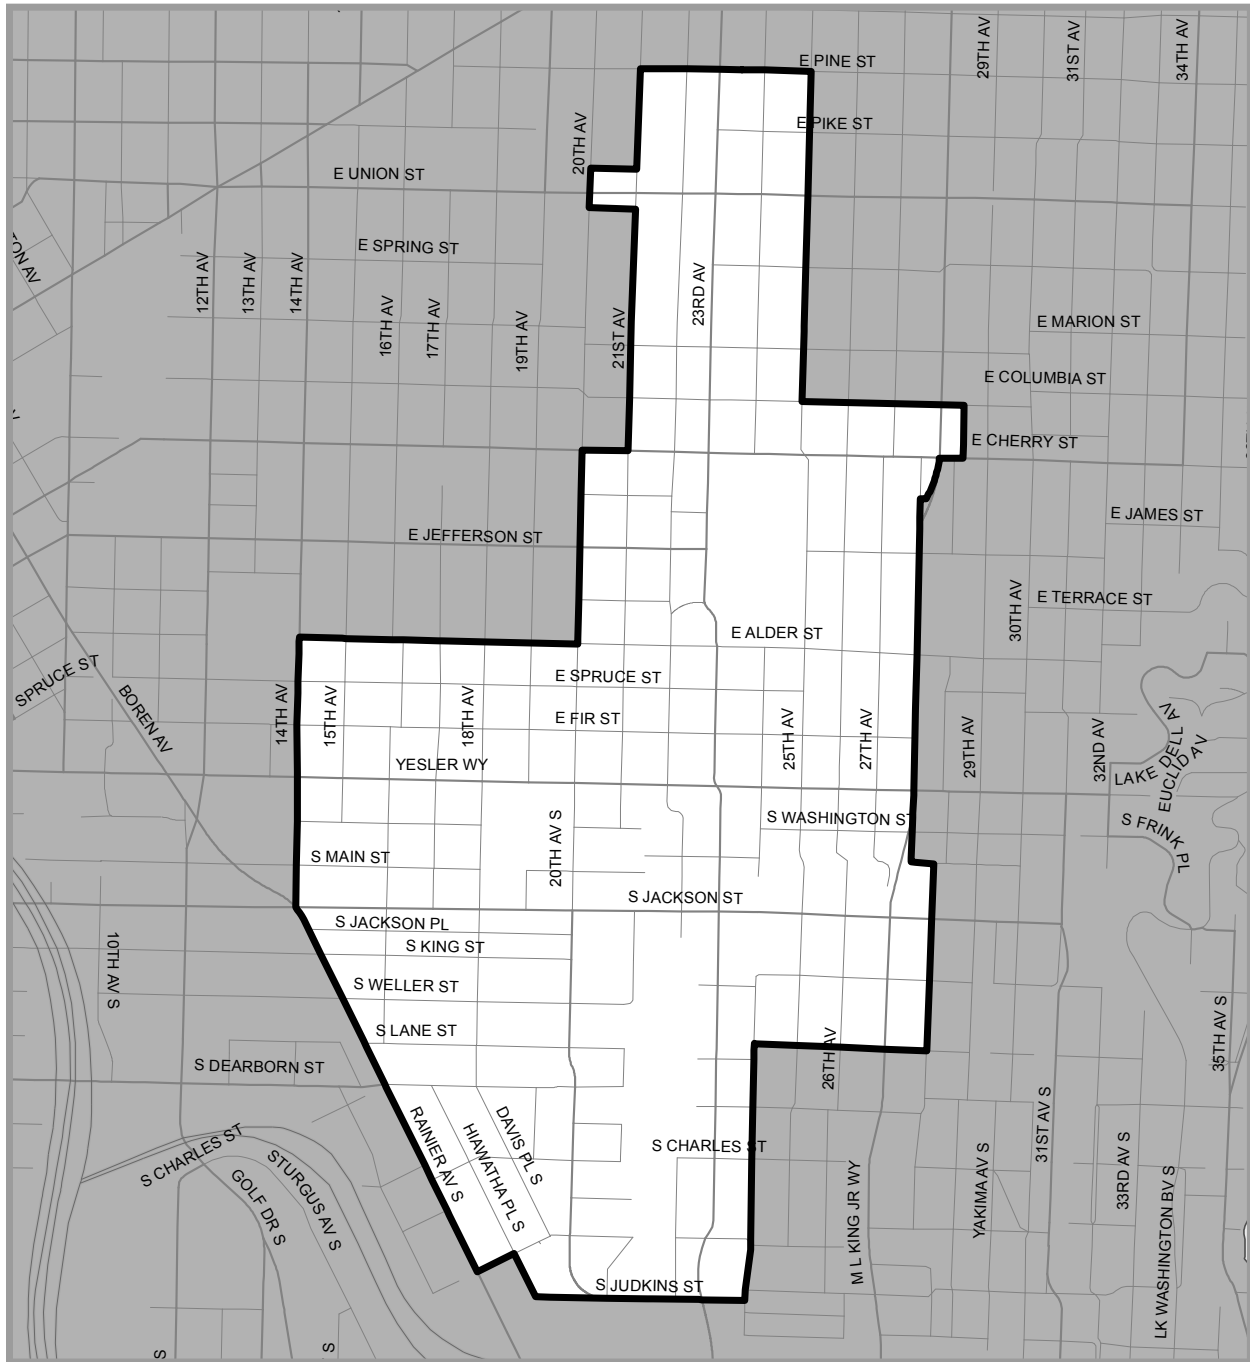 E PINE ST
29TH AV
31ST AV
34TH AV
E PIKE ST
20TH AV
E UNION ST
E SPRING ST
12TH AV
13TH AV
14TH AV
16TH AV
17TH AV
19TH AV
21ST AV
23RD AV
E MARION ST
E COLUMBIA ST
E CHERRY ST
E JAMES ST
E JEFFERSON ST
30TH AV
E TERRACE ST
E ALDER ST
SPRUCE ST
BOREN AV
E SPRUCE ST
E FIR ST
14TH AV
15TH AV
18TH AV
25TH AV
27TH AV
29TH AV
32ND AV
LAKE DELL AV
EUCLID AV
YESLER WY
S WASHINGTON ST
S FRINK PL
S MAIN ST
20TH AV S
S JACKSON ST
S JACKSON PL
S KING ST
10TH AV S
S WELLER ST
S LANE ST
S DEARBORN ST
26TH AV
35TH AV S
RAINIER AV S
HIAWATHA PL S
DAVIS PL S
S CHARLES ST
S CHARLES ST
STURGUS AV S
GOLF DR S
M L KING JR WY
YAKIMA AV S
31ST AV S
33RD AV S
LK WASHINGTON BV S
S JUDKINS ST
S
S